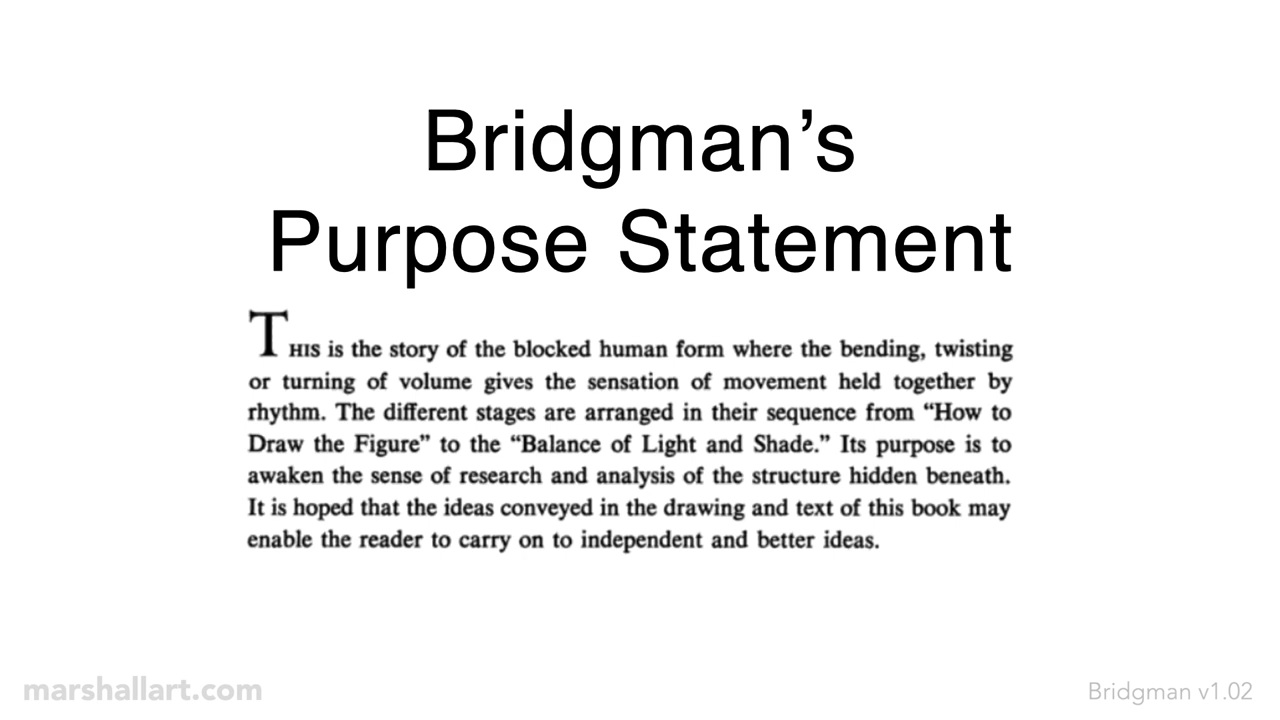 Bridgman’s
Purpose Statement
THIS is the story of the blocked human form where the bending, twisting
or turning of volume gives the sensation of movement held together by
rhythm. The different stages are arranged in their sequence from “How to
Draw the Figure” to the “Balance of Light and Shade.” Its purpose is to
awaken the sense of research and analysis of the structure hidden beneath.
It is hoped that the ideas conveyed in the drawing and text of this book may
enable the reader to carry on to independent and better ideas.
marshallart.com
Bridgman v1.02